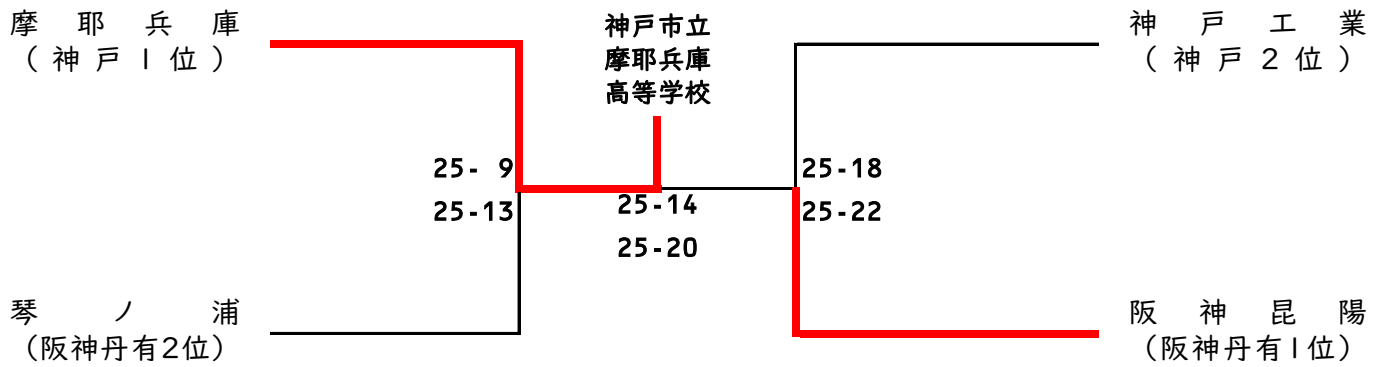 摩耶兵庫
(神戸1位)
神戸市立
摩耶兵庫
高等学校
神戸工業
(神戸2位)
25- 9
25-13
25-14
25-20
25-18
25-22
琴ノ浦
(阪神丹有2位)
阪神昆陽
(阪神丹有1位)